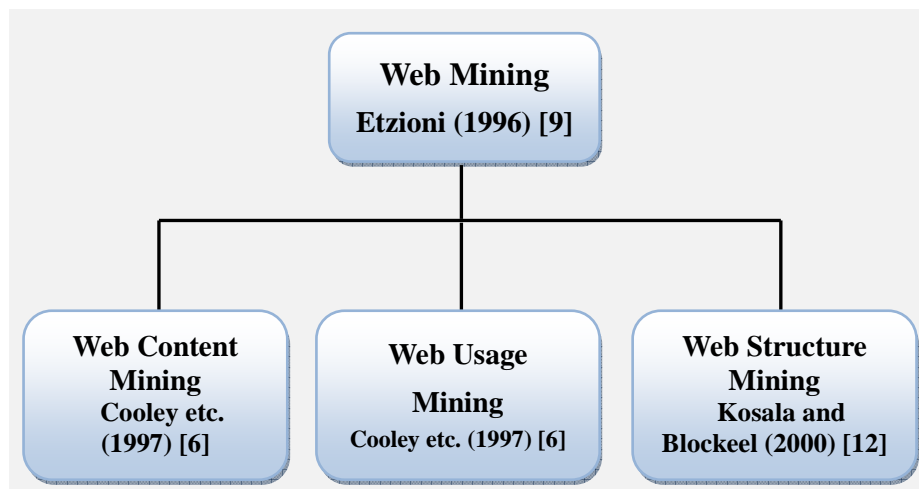 Web Mining
Etzioni (1996) [9]
Web Content
Mining
Cooley etc.
(1997) [6]
Web Usage
Mining
Cooley etc. (1997) [6]
Web Structure
Mining
Kosala and
Blockeel (2000) [12]